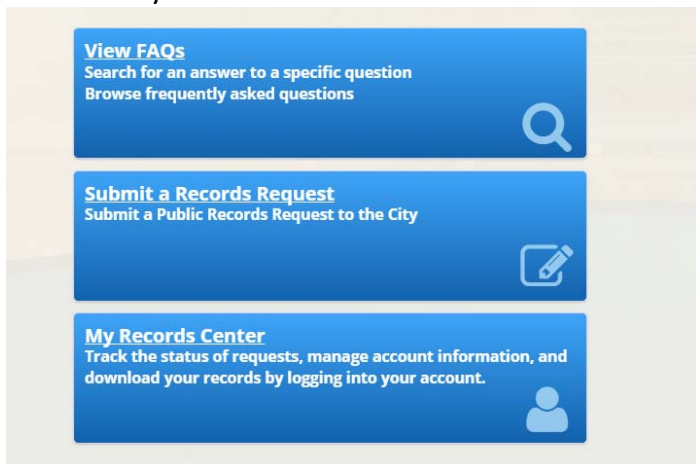 View FAQs
Search for an answer to a specific question
Browse frequently asked questions
Submit a Records Request
Submit a Public Records Request to the City
My Records Center
Track the status of requests, manage account information, and
download your records by logging into your account.